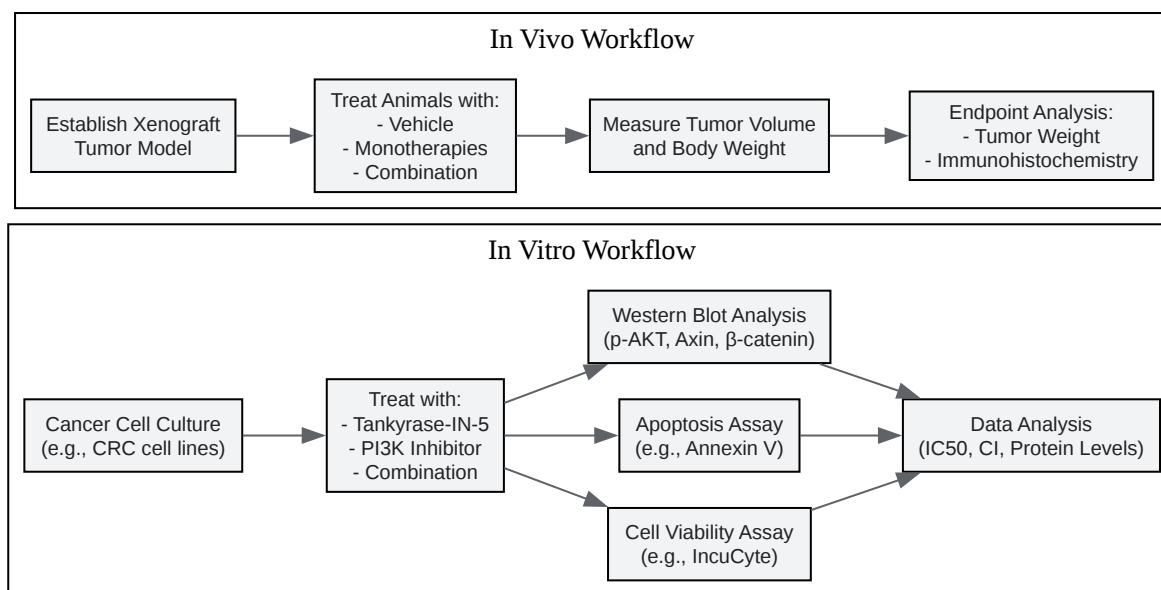 In Vivo Workflow
Establish Xenograft
Tumor Model
Treat Animals with:
- Vehicle
- Monotherapies
- Combination
Measure Tumor Volume
and Body Weight
Endpoint Analysis:
- Tumor Weight
- Immunohistochemistry
In Vitro Workflow
Cancer Cell Culture
(e.g., CRC cell lines)
Treat with:
- Tankyrase-IN-5
- PI3K Inhibitor
- Combination
Western Blot Analysis
(p-AKT, Axin, β-catenin)
Apoptosis Assay
(e.g., Annexin V)
Cell Viability Assay
(e.g., IncuCyte)
Data Analysis
(IC50, CI, Protein Levels)